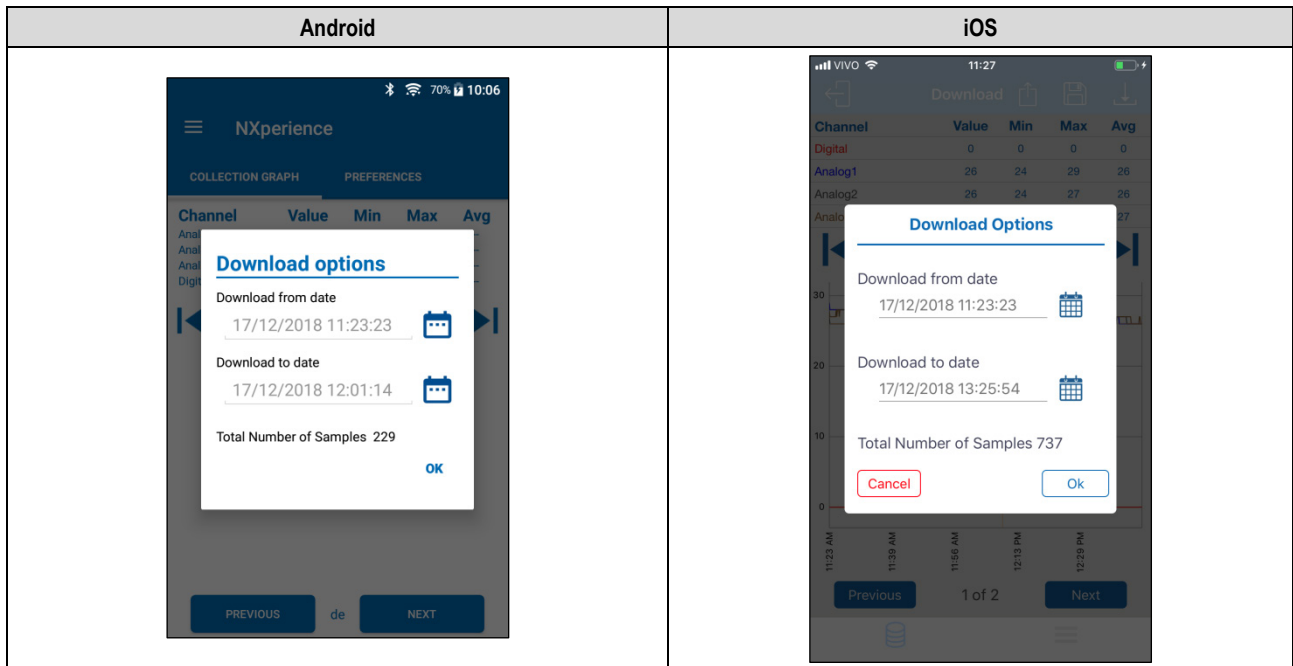 Android
iOS
70% 10:06
NXperience
COLLECTION GRAPH PREFERENCES
Channel Value Min Max Avg
Anal
Anal
Anal
Digit
Download options
Download from date
17/12/2018 11:23:23
Download to date
17/12/2018 12:01:14
Total Number of Samples 229
OK
PREVIOUS de NEXT
VIVO 11:27
Download
Channel Value Min Max Avg
Digital 0 0 0 0
Analog1 26 24 29 26
Analog2 26 24 27 26
Analo 27
Download Options
Download from date
17/12/2018 11:23:23
Download to date
17/12/2018 13:25:54
Total Number of Samples 737
Cancel Ok
30
20
10
0
11:23 AM 11:39 AM 11:56 AM 12:13 PM 12:29 PM
Previous 1 of 2 Next